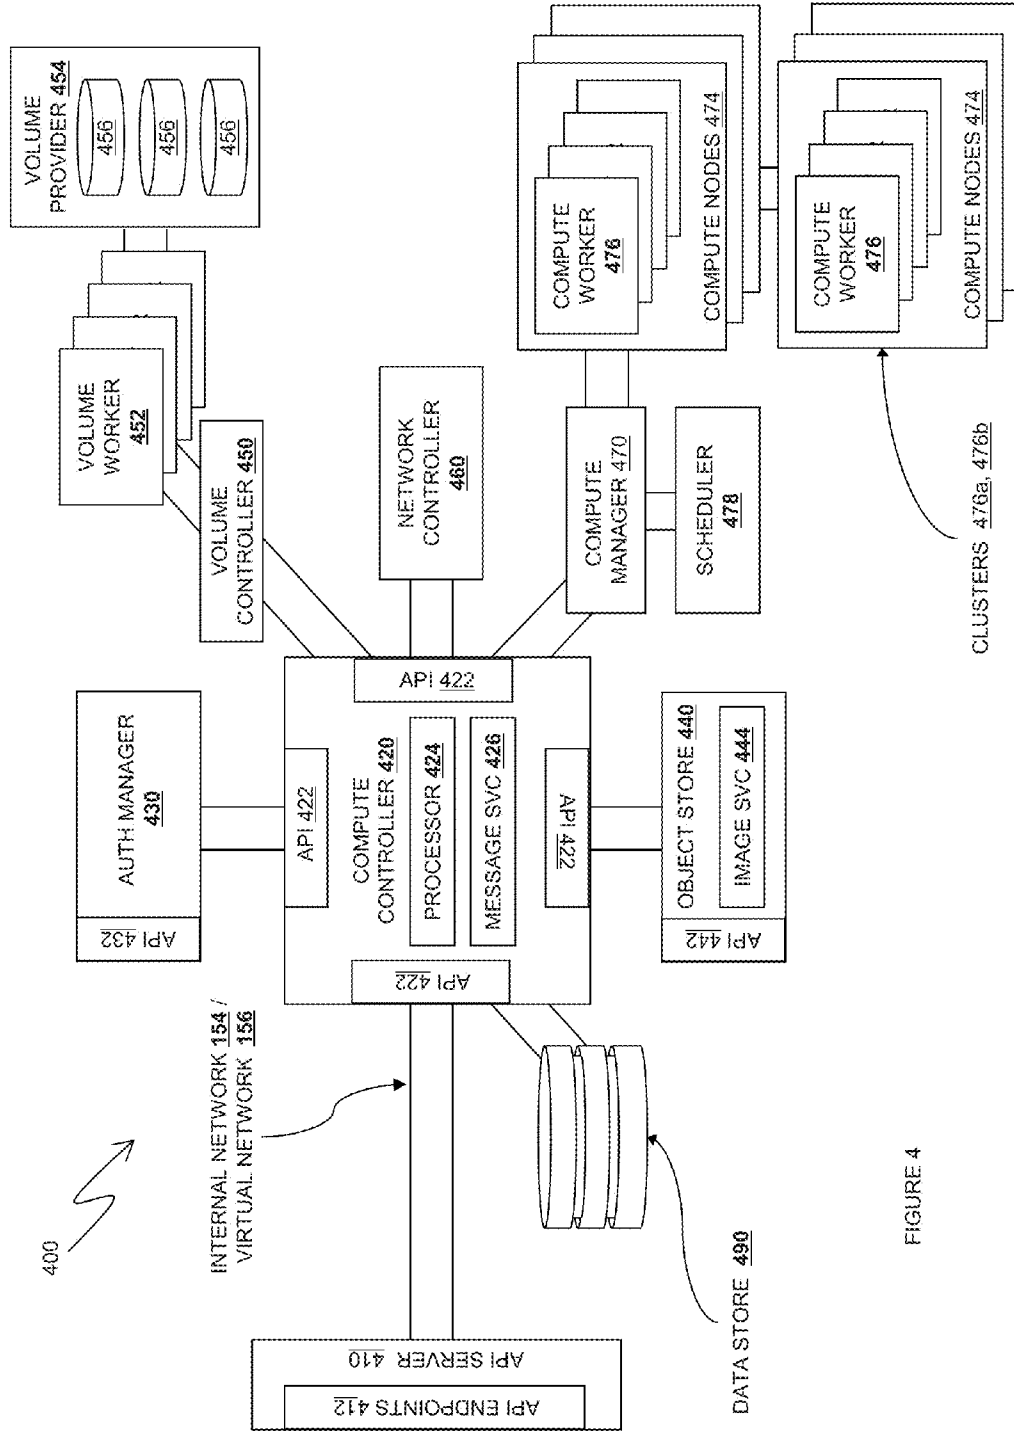 400
API SERVER 410
API ENDPOINTS 412
INTERNAL NETWORK 154 /
VIRTUAL NETWORK 156
DATA STORE 490
API 432
AUTH MANAGER
430
API 422
API 422
COMPUTE
CONTROLLER 420
PROCESSOR 424
MESSAGE SVC 426
API 422
API 422
API 442
OBJECT STORE 440
IMAGE SVC 444
VOLUME
CONTROLLER 450
VOLUME
WORKER
452
VOLUME
PROVIDER 454
456
456
456
NETWORK
CONTROLLER
460
COMPUTE
MANAGER 470
SCHEDULER
478
COMPUTE
WORKER
476
COMPUTE NODES 474
COMPUTE
WORKER
476
COMPUTE NODES 474
CLUSTERS 476a, 476b
FIGURE 4